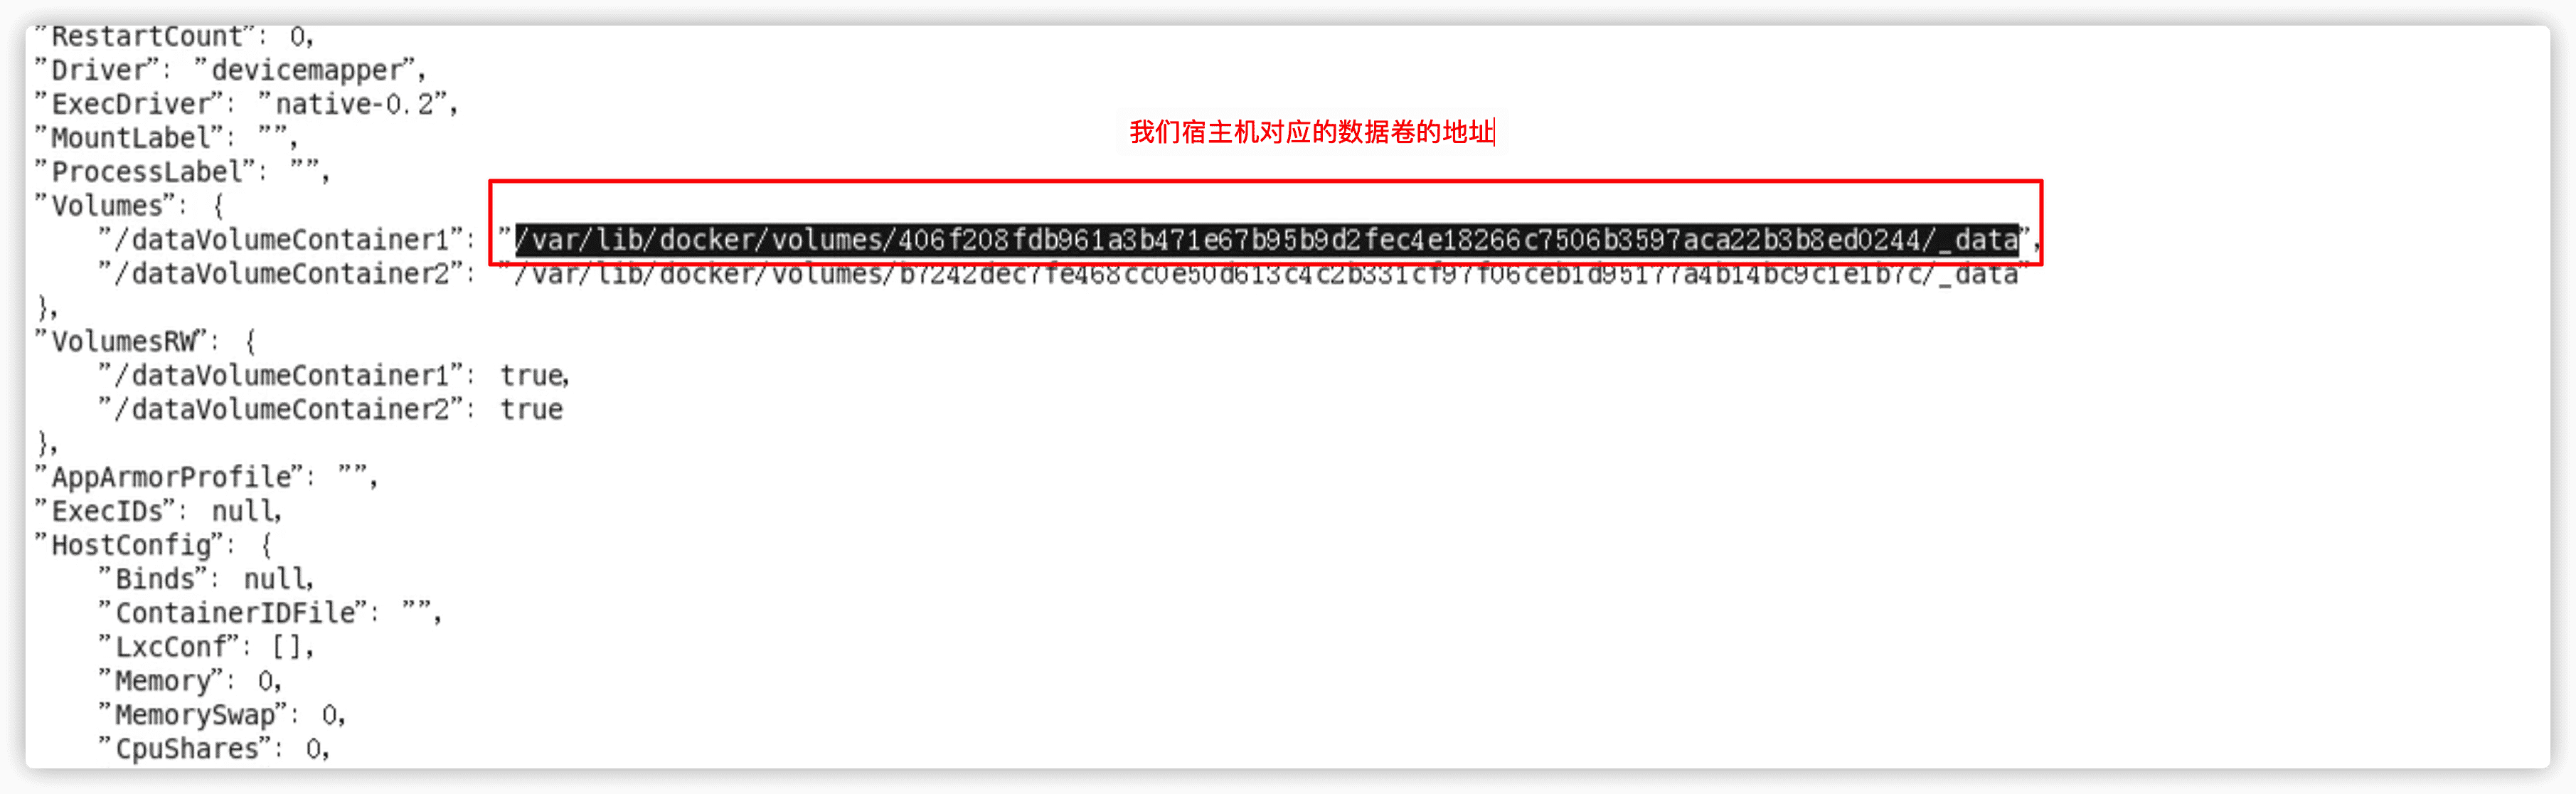 "RestartCount": 0,
"Driver": "devicemapper",
"ExecDriver": "native-0.2",
我们宿主机对应的数据卷的地址
"MountLabel": "",
"ProcessLabel": "",
"Volumes": {
"/dataVolumeContainer1": "/var/lib/docker/volumes/406f208fdb961a3b471e67b95b9d2fec4e18266c7506b3597aca22b3b8ed0244/_data",
"/dataVolumeContainer2": "/var/lib/docker/volumes/b7242dec7fe468cc0e50d613c4c2b331cf97f06ceb1d95177a4b14bc9c1e1b7c/_data"
},
"VolumesRW": {
"/dataVolumeContainer1": true,
"/dataVolumeContainer2": true
},
"AppArmorProfile": "",
"ExecIDs": null,
"HostConfig": {
"Binds": null,
"ContainerIDFile": "",
"LxcConf": [],
"Memory": 0,
"MemorySwap": 0,
"CpuShares": 0,